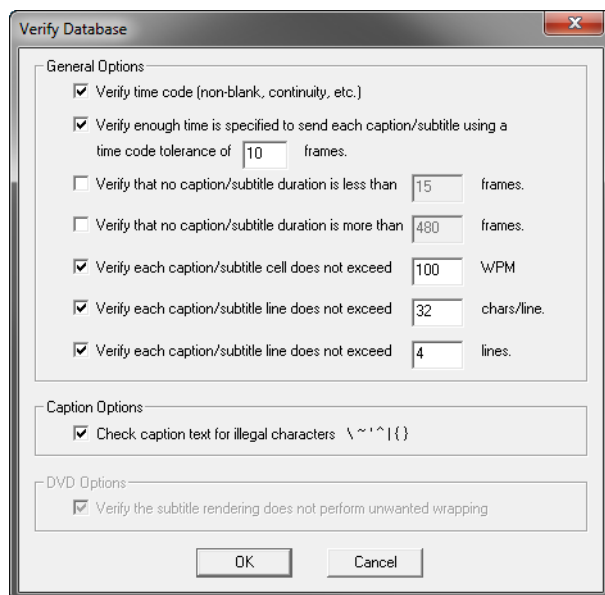 Verify Database
General Options
Verify time code (non-blank, continuity, etc.)
Verify enough time is specified to send each caption/subtitle using a
time code tolerance of 10 frames.
Verify that no caption/subtitle duration is less than 15 frames.
Verify that no caption/subtitle duration is more than 480 frames.
Verify each caption/subtitle cell does not exceed 100 WPM
Verify each caption/subtitle line does not exceed 32 chars/line.
Verify each caption/subtitle line does not exceed 4 lines.
Caption Options
Check caption text for illegal characters \ ~ ' ^ | { }
DVD Options
Verify the subtitle rendering does not perform unwanted wrapping
OK Cancel